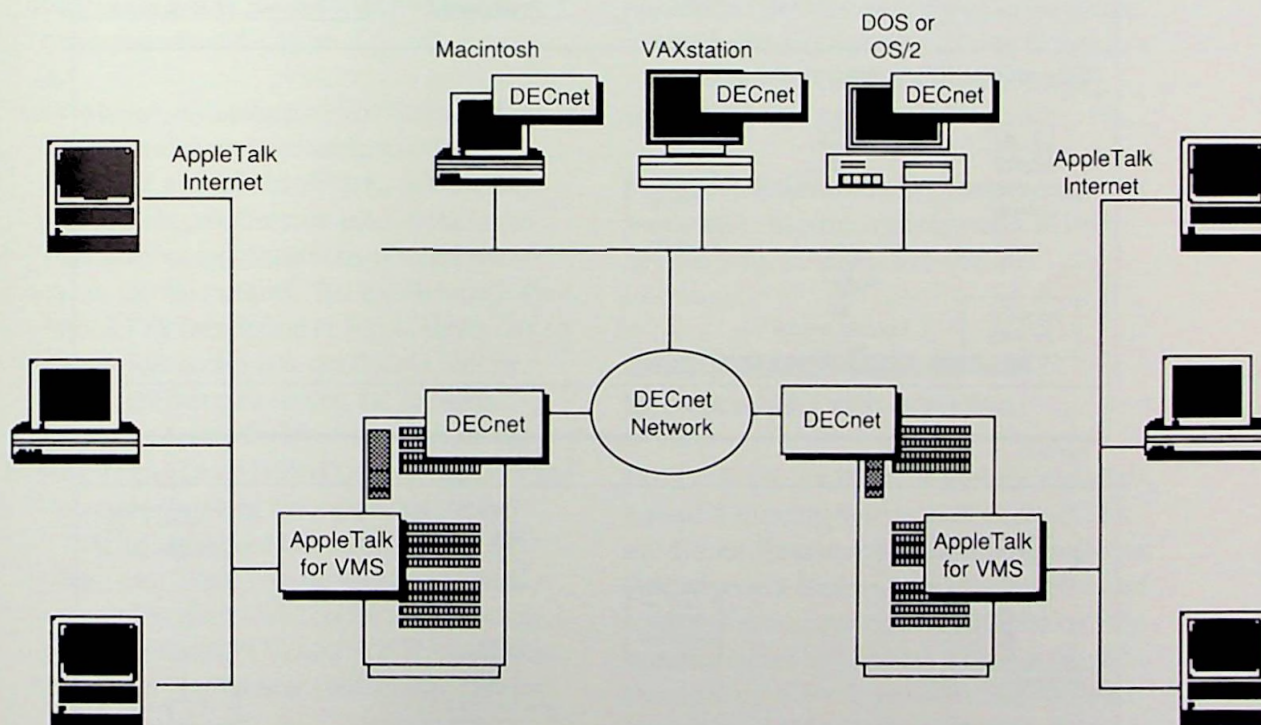 Macintosh
VAXstation
DOS or
OS/2
DECnet
DECnet
DECnet
AppleTalk
Internet
AppleTalk
Internet
DECnet
DECnet
Network
DECnet
AppleTalk
for VMS
AppleTalk
for VMS